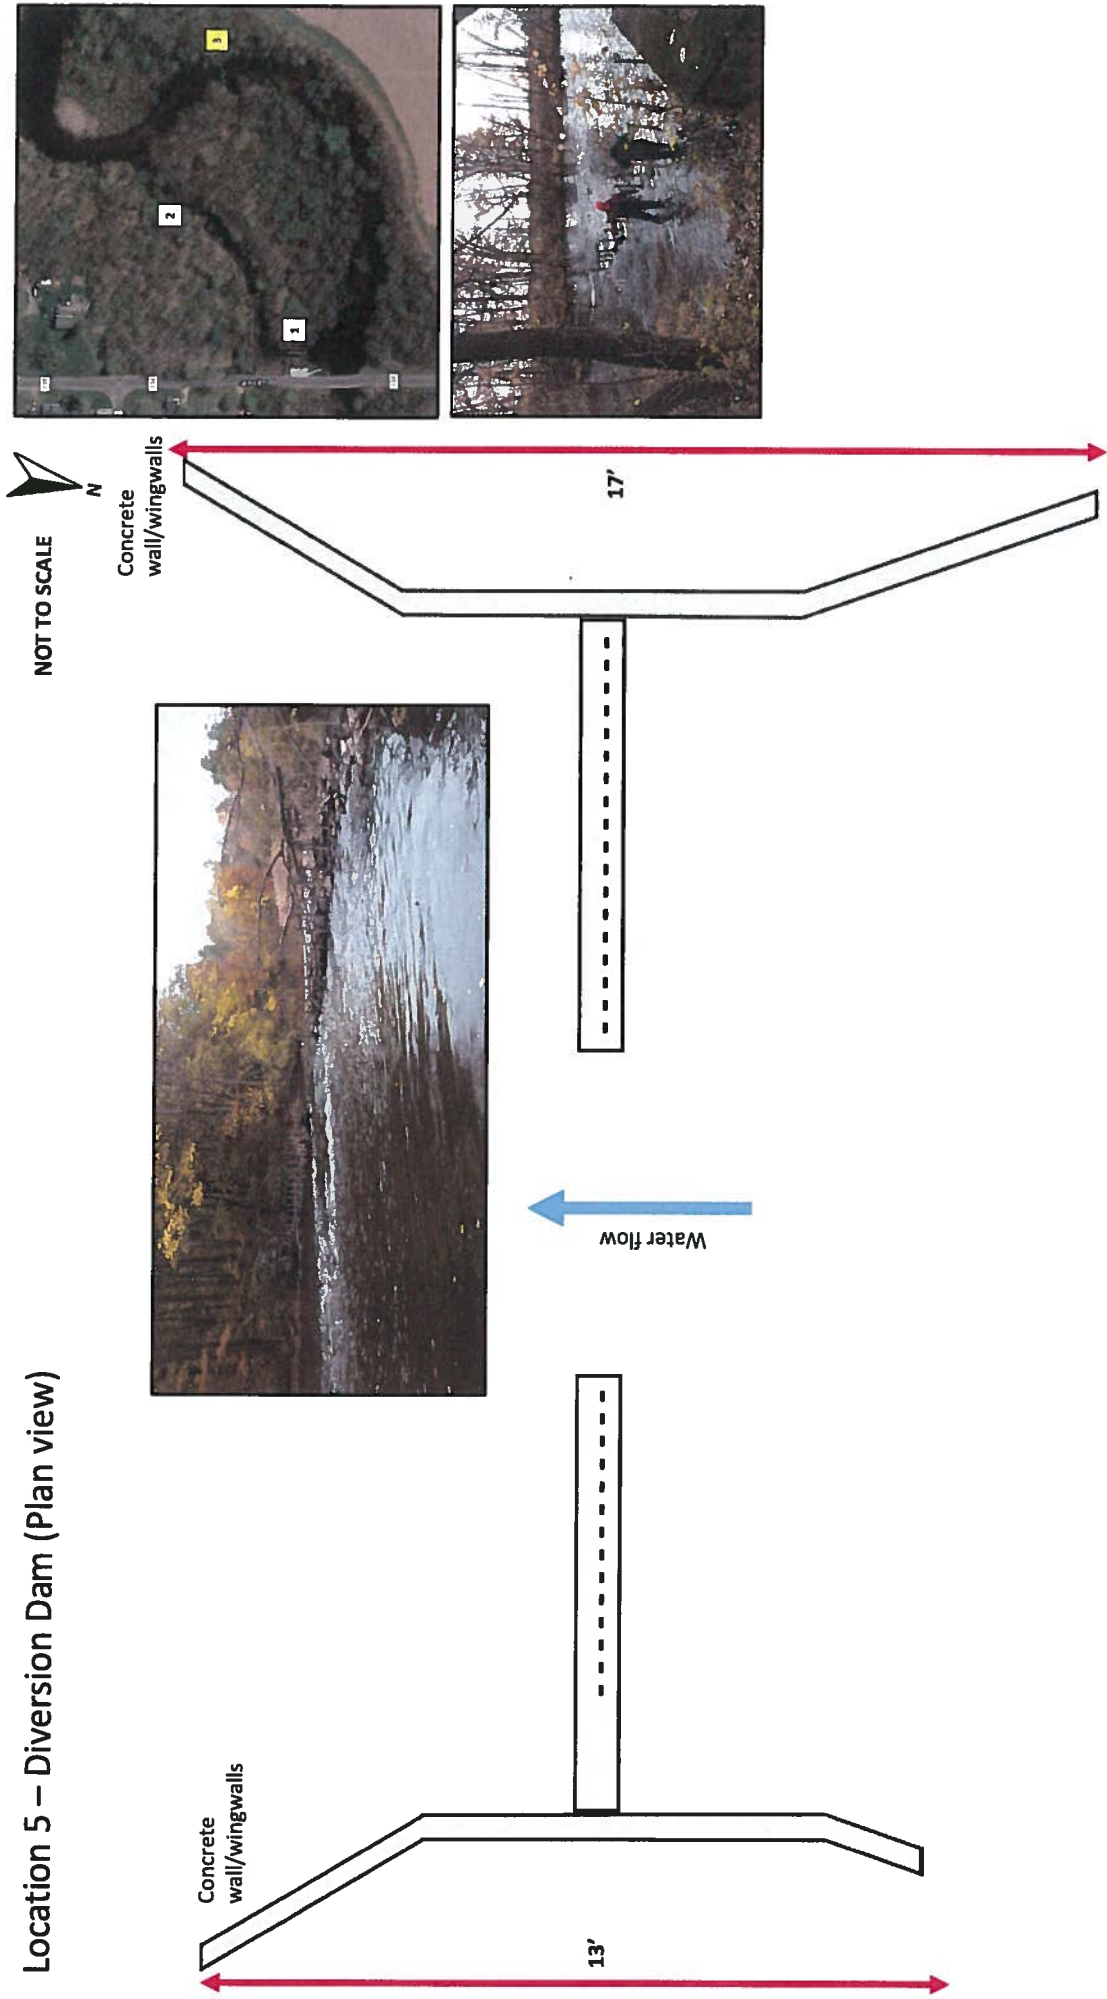 Location 5 – Diversion Dam (Plan view)
NOT TO SCALE
N
Concrete
wall/wingwalls
Concrete
wall/wingwalls
Water flow
13'
17'
1
2
3